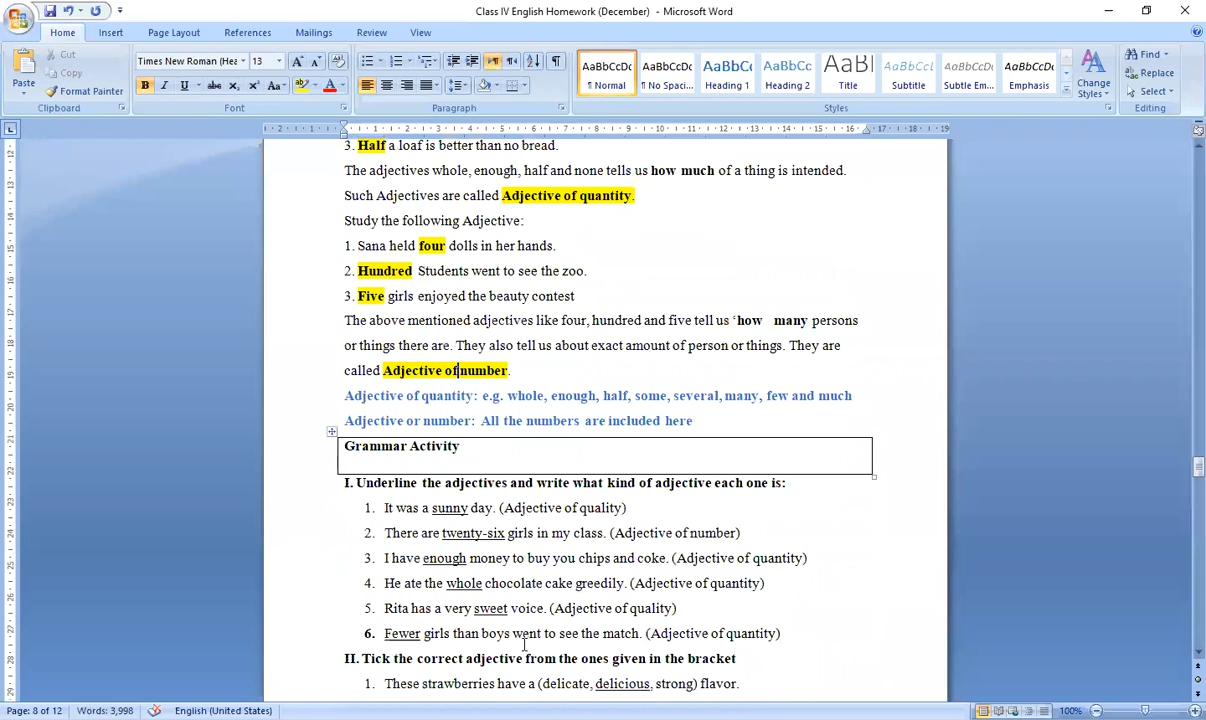 Class IV English Homework (December) - Microsoft Word
Home Insert Page Layout References Mailings Review View
Paste Cut Copy Format Painter Clipboard
Times New Roman (Hea 13 Font
Paragraph
AaBbCcDc AaBbCcDc AaBbC AaBbCc AaBl AaBbCc AaBbCcDc AaBbCcDc
¶ Normal ¶ No Spaci... Heading 1 Heading 2 Title Subtitle Subtle Em... Emphasis
Change Styles Styles
Find Replace Select Editing
3. Half a loaf is better than no bread.
The adjectives whole, enough, half and none tells us how much of a thing is intended.
Such Adjectives are called Adjective of quantity.
Study the following Adjective:
1. Sana held four dolls in her hands.
2. Hundred Students went to see the zoo.
3. Five girls enjoyed the beauty contest
The above mentioned adjectives like four, hundred and five tell us ‘how many persons
or things there are. They also tell us about exact amount of person or things. They are
called Adjective of number.
Adjective of quantity: e.g. whole, enough, half, some, several, many, few and much
Adjective or number: All the numbers are included here
Grammar Activity
I. Underline the adjectives and write what kind of adjective each one is:
1. It was a sunny day. (Adjective of quality)
2. There are twenty-six girls in my class. (Adjective of number)
3. I have enough money to buy you chips and coke. (Adjective of quantity)
4. He ate the whole chocolate cake greedily. (Adjective of quantity)
5. Rita has a very sweet voice. (Adjective of quality)
6. Fewer girls than boys went to see the match. (Adjective of quantity)
II. Tick the correct adjective from the ones given in the bracket
1. These strawberries have a (delicate, delicious, strong) flavor.
Page: 8 of 12 Words: 3,998 English (United States) 100%